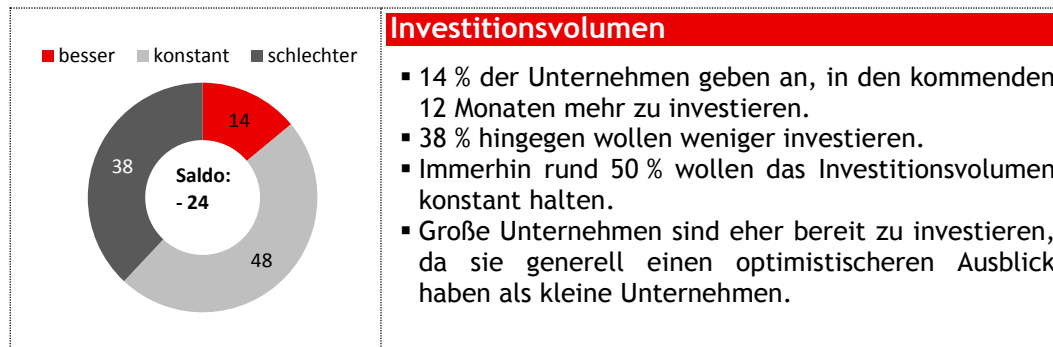 besser konstant schlechter
14
38
Saldo:
- 24
48
Investitionsvolumen
▪ 14 % der Unternehmen geben an, in den kommenden
12 Monaten mehr zu investieren.
▪ 38 % hingegen wollen weniger investieren.
▪ Immerhin rund 50 % wollen das Investitionsvolumen
konstant halten.
▪ Große Unternehmen sind eher bereit zu investieren,
da sie generell einen optimistischeren Ausblick
haben als kleine Unternehmen.